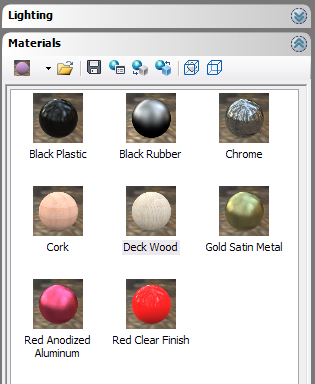 Lighting
Materials
Black Plastic
Black Rubber
Chrome
Cork
Deck Wood
Gold Satin Metal
Red Anodized
Aluminum
Red Clear Finish